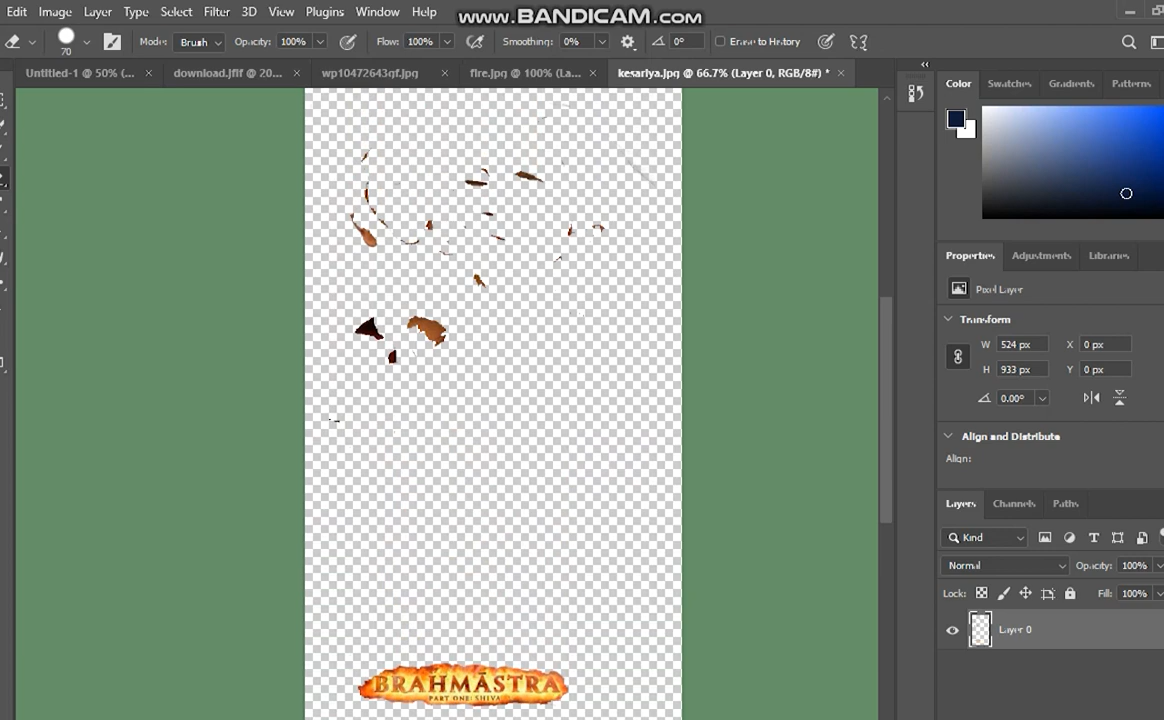 www.BANDICAM.com
Edit Image Layer Type Select Filter 3D View Plugins Window Help
70 Mode: Brush Opacity: 100% Flow: 100% Smoothing: 0% 0° Erase to History
Untitled-1 @ 50% (... × download.jfif @ 20... × wp10472643gf.jpg × fire.jpg @ 100% (La... × kesariya.jpg @ 66.7% (Layer 0, RGB/8#) * ×
Color Swatches Gradients Patterns
Properties Adjustments Libraries
Pixel Layer
Transform
W 524 px X 0 px
H 933 px Y 0 px
0.00°
Align and Distribute
Align:
Layers Channels Paths
Kind
Normal Opacity: 100%
Lock: Fill: 100%
Layer 0
BRAHMĀSTRA
PART ONE: SHIVA